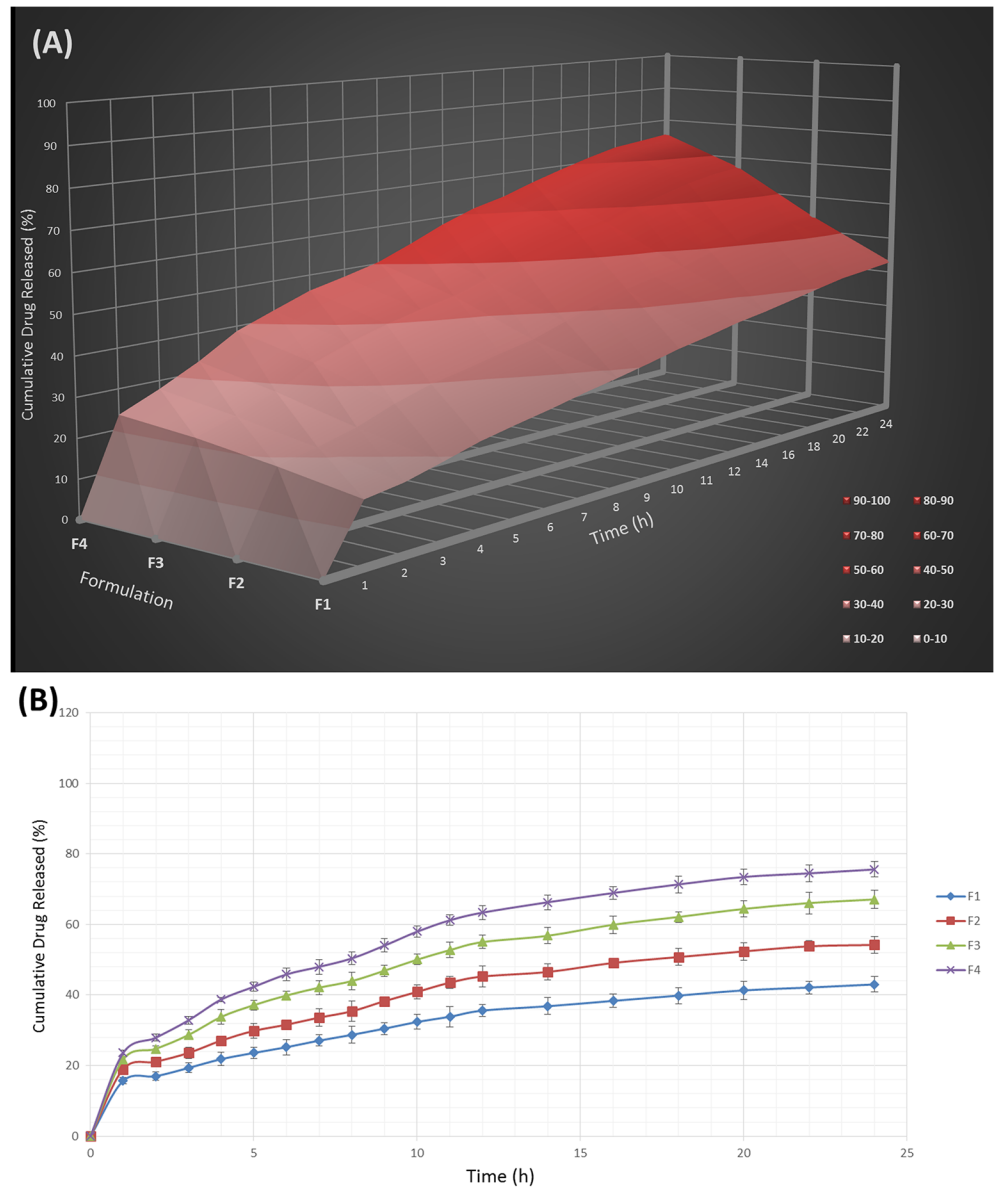 (A)
100
90
80
70
60
50
40
30
20
10
0
Cumulative Drug Released (%)
F4
F3
F2
F1
Formulation
1
2
3
4
5
6
7
8
9
10
11
12
14
16
18
20
22
24
Time (h)
90-100 80-90
70-80 60-70
50-60 40-50
30-40 20-30
10-20 0-10
(B)
120
100
80
60
40
20
0
Cumulative Drug Released (%)
0 5 10 15 20 25
Time (h)
F1
F2
F3
F4